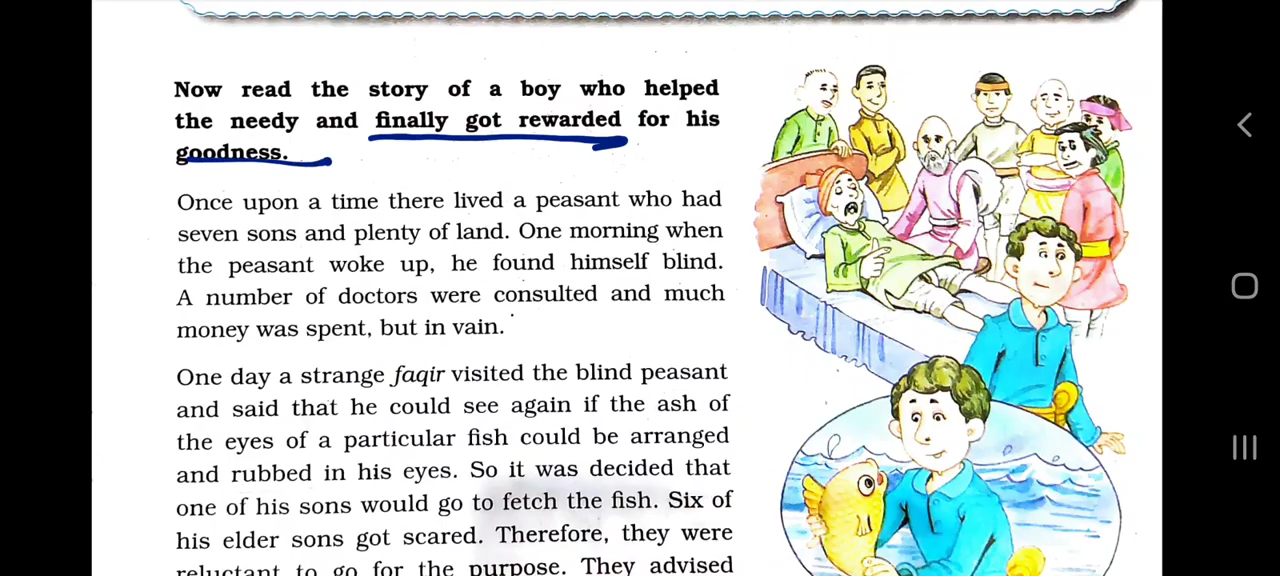 Now read the story of a boy who helped
the needy and finally got rewarded for his
goodness.
Once upon a time there lived a peasant who had
seven sons and plenty of land. One morning when
the peasant woke up, he found himself blind.
A number of doctors were consulted and much
money was spent, but in vain.
One day a strange faqir visited the blind peasant
and said that he could see again if the ash of
the eyes of a particular fish could be arranged
and rubbed in his eyes. So it was decided that
one of his sons would go to fetch the fish. Six of
his elder sons got scared. Therefore, they were
reluctant to go for the purpose. They advised